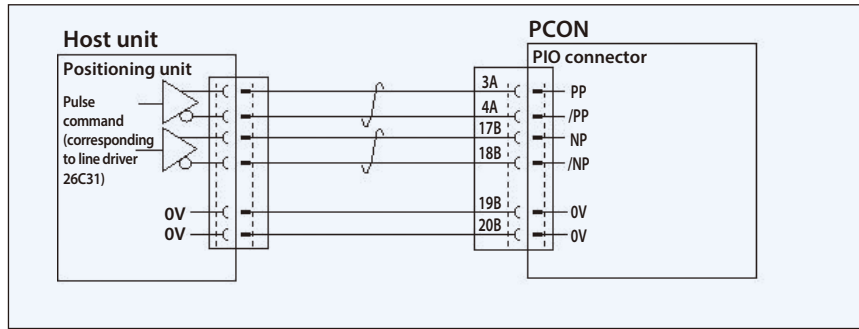 Host unit
Positioning unit
Pulse
command
(corresponding
to line driver
26C31)
0V
0V
PCON
PIO connector
3A
PP
4A
/PP
17B
NP
18B
/NP
19B
0V
20B
0V